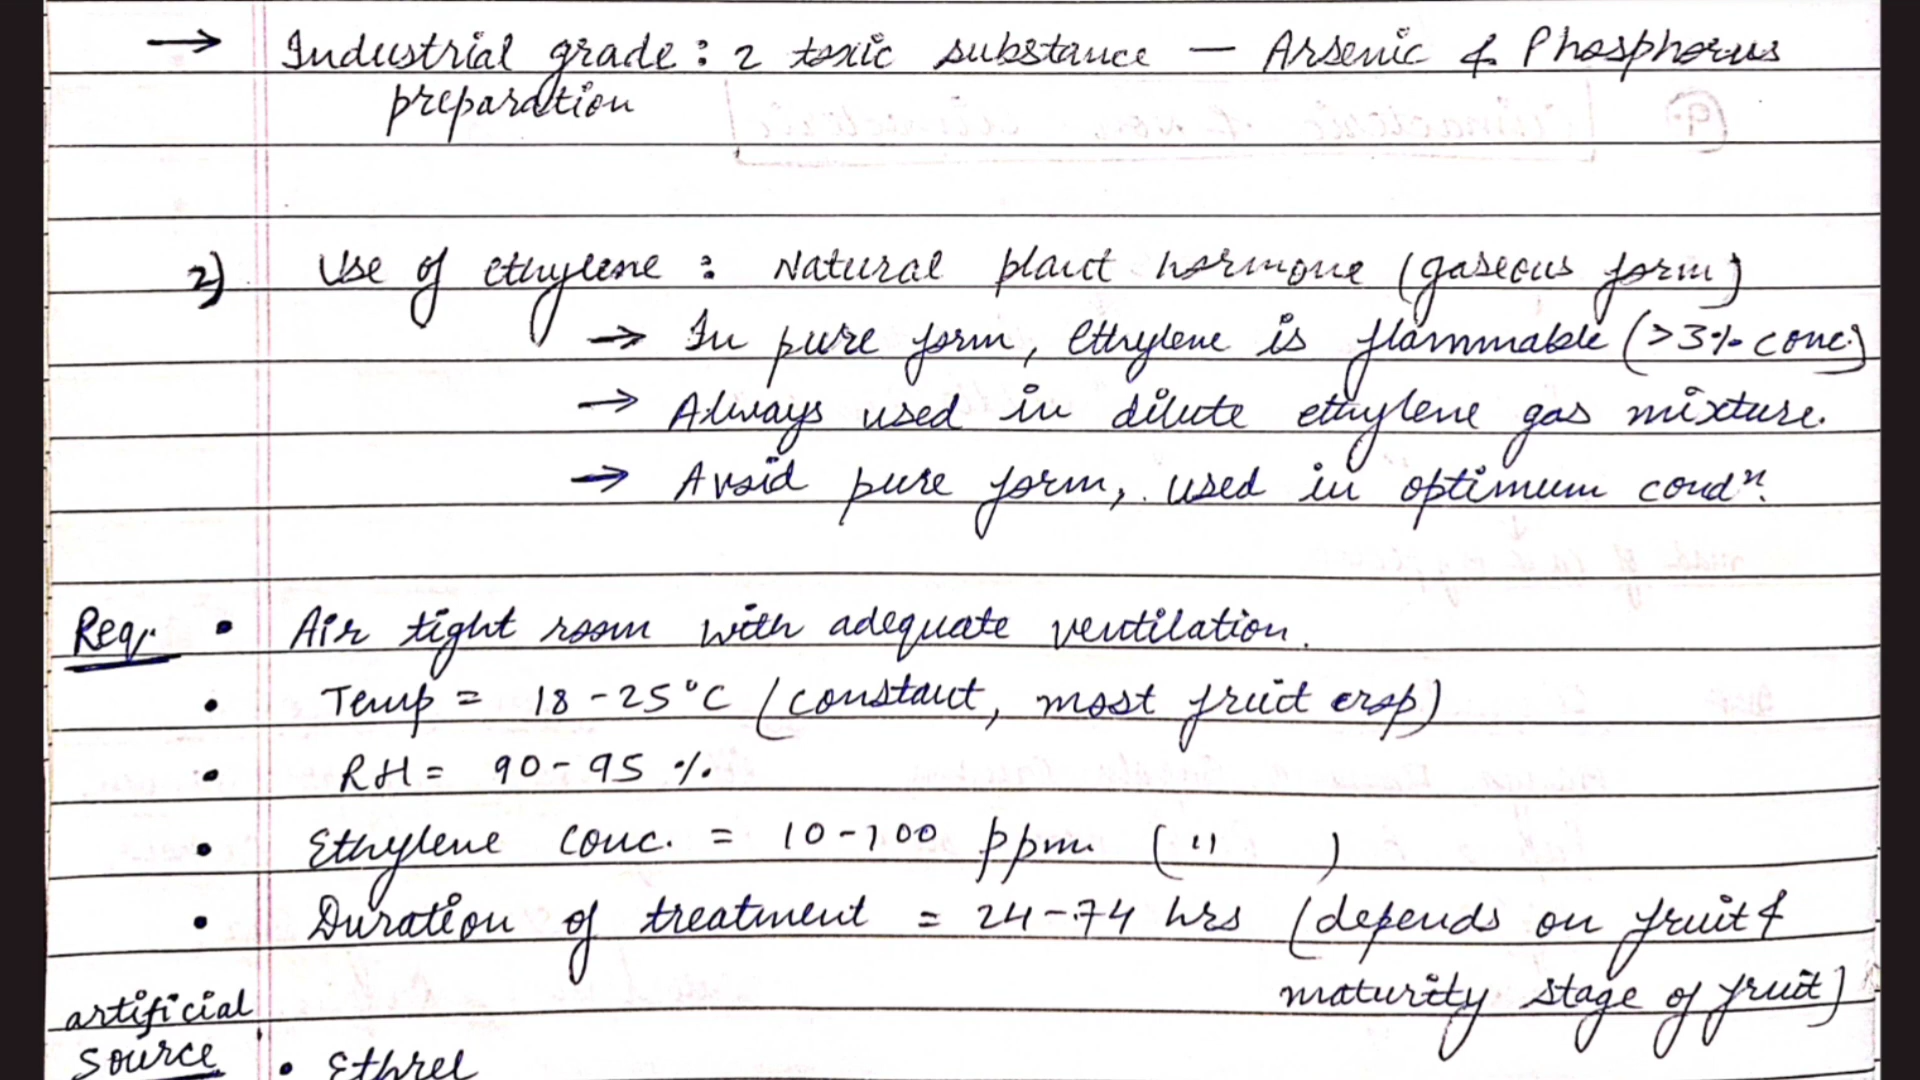 → Industrial grade : 2 toxic substance — Arsenic & Phosphorus
preparation
2) Use of ethylene : Natural plant hormone (gaseous form)
→ In pure form, Ethylene is flammable (>3% conc.)
→ Always used in dilute ethylene gas mixture.
→ Avoid pure form, used in optimum condⁿ.
Req. • Air tight room with adequate ventilation.
• Temp = 18-25°C (constant, most fruit crop)
• RH = 90-95 %.
• Ethylene conc. = 10-100 ppm ( " )
• Duration of treatment = 24-74 hrs (depends on fruit &
maturity stage of fruit)
artificial
source • Ethrel